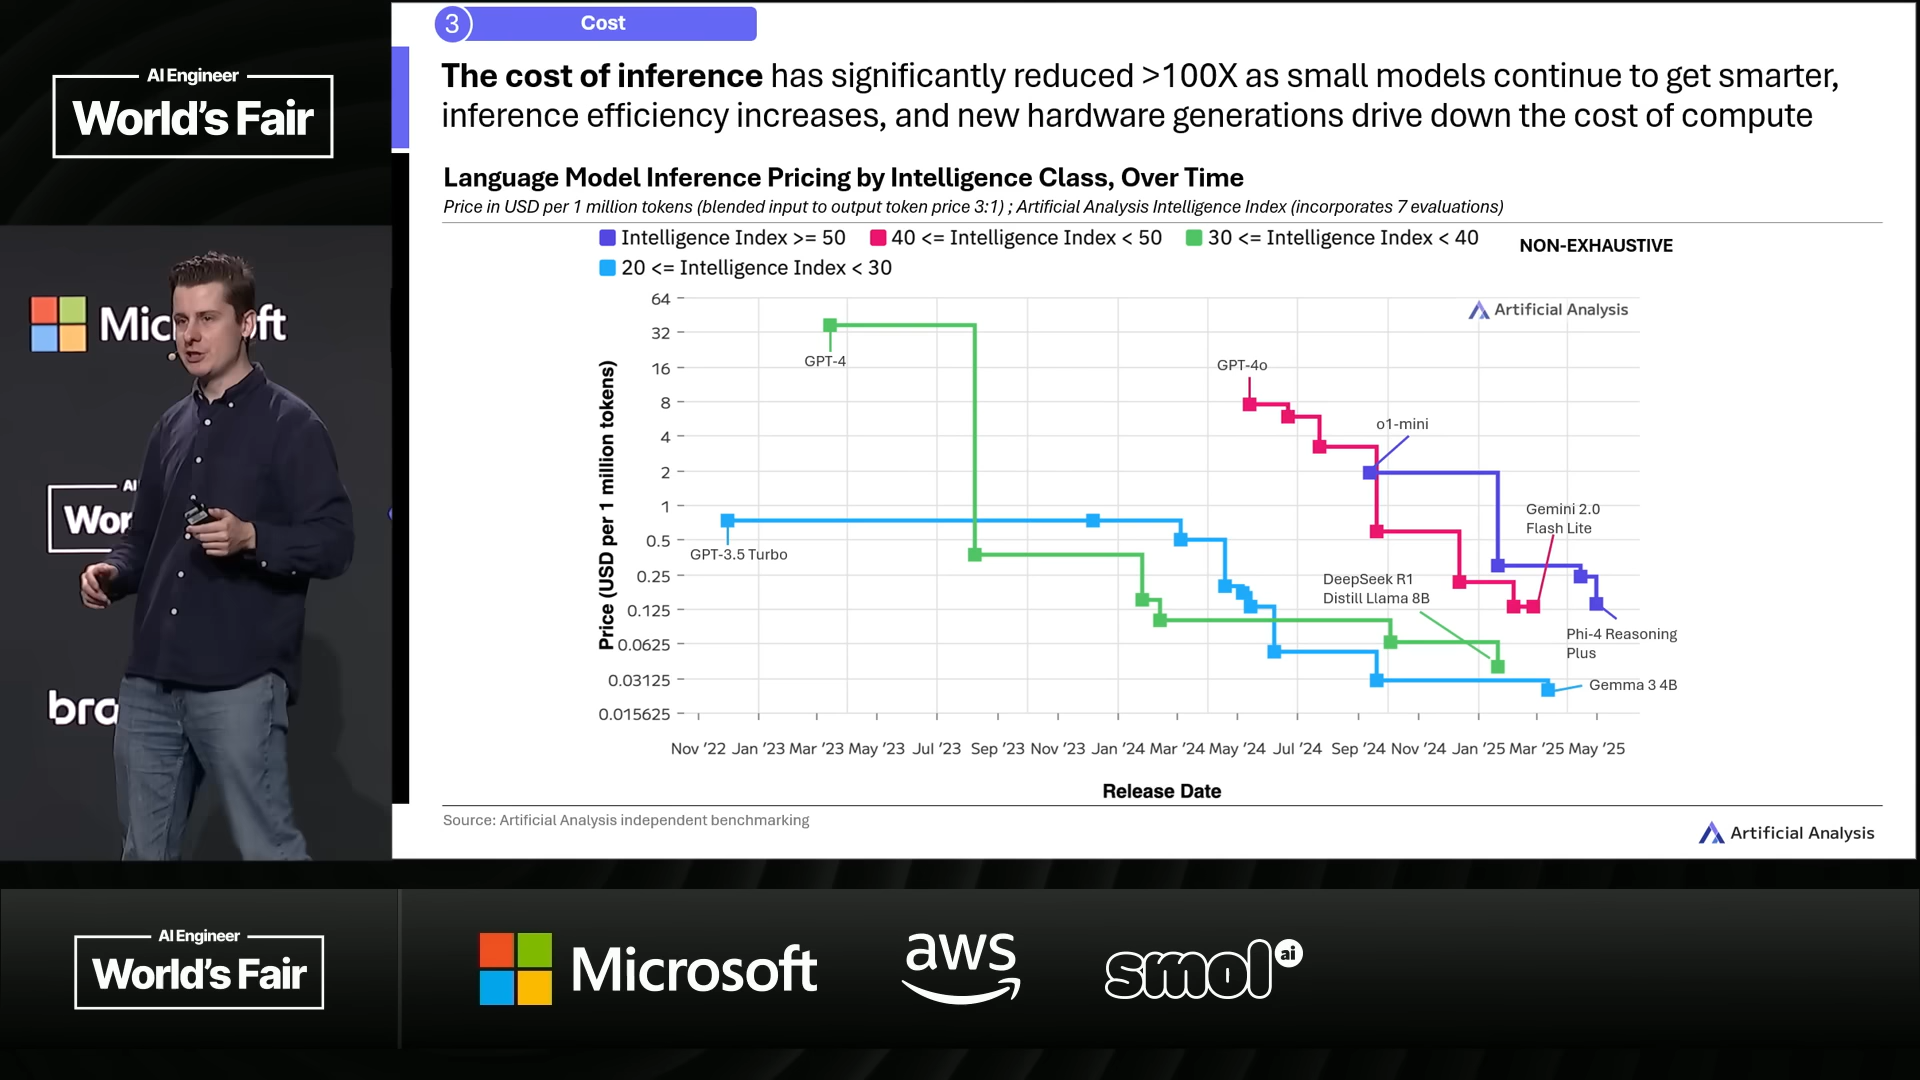 AI Engineer
World's Fair
Microsoft
AI
Wor
bra
3
Cost
The cost of inference has significantly reduced >100X as small models continue to get smarter,
inference efficiency increases, and new hardware generations drive down the cost of compute
Language Model Inference Pricing by Intelligence Class, Over Time
Price in USD per 1 million tokens (blended input to output token price 3:1) ; Artificial Analysis Intelligence Index (incorporates 7 evaluations)
Intelligence Index >= 50 40 <= Intelligence Index < 50 30 <= Intelligence Index < 40
20 <= Intelligence Index < 30
NON-EXHAUSTIVE
Artificial Analysis
Price (USD per 1 million tokens)
64
32
16
8
4
2
1
0.5
0.25
0.125
0.0625
0.03125
0.015625
GPT-4
GPT-4o
o1-mini
GPT-3.5 Turbo
Gemini 2.0
Flash Lite
DeepSeek R1
Distill Llama 8B
Phi-4 Reasoning
Plus
Gemma 3 4B
Nov '22 Jan '23 Mar '23 May '23 Jul '23 Sep '23 Nov '23 Jan '24 Mar '24 May '24 Jul '24 Sep '24 Nov '24 Jan '25 Mar '25 May '25
Release Date
Source: Artificial Analysis independent benchmarking
Artificial Analysis
AI Engineer
World's Fair
Microsoft
aws
smol ai